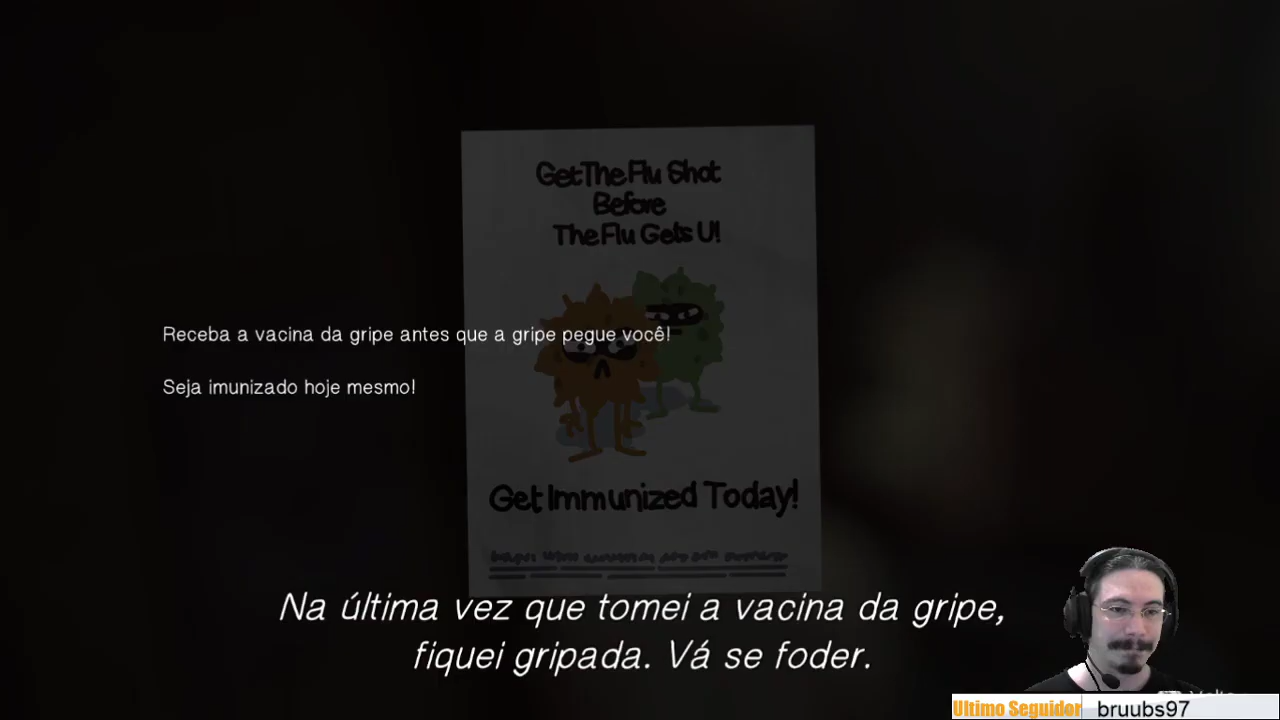 Get The Flu Shot
Before
The Flu Gets U!
Receba a vacina da gripe antes que a gripe pegue você!
Seja imunizado hoje mesmo!
Get Immunized Today!
Na última vez que tomei a vacina da gripe,
fiquei gripada. Vá se foder.
Ultimo Seguidor bruubs97